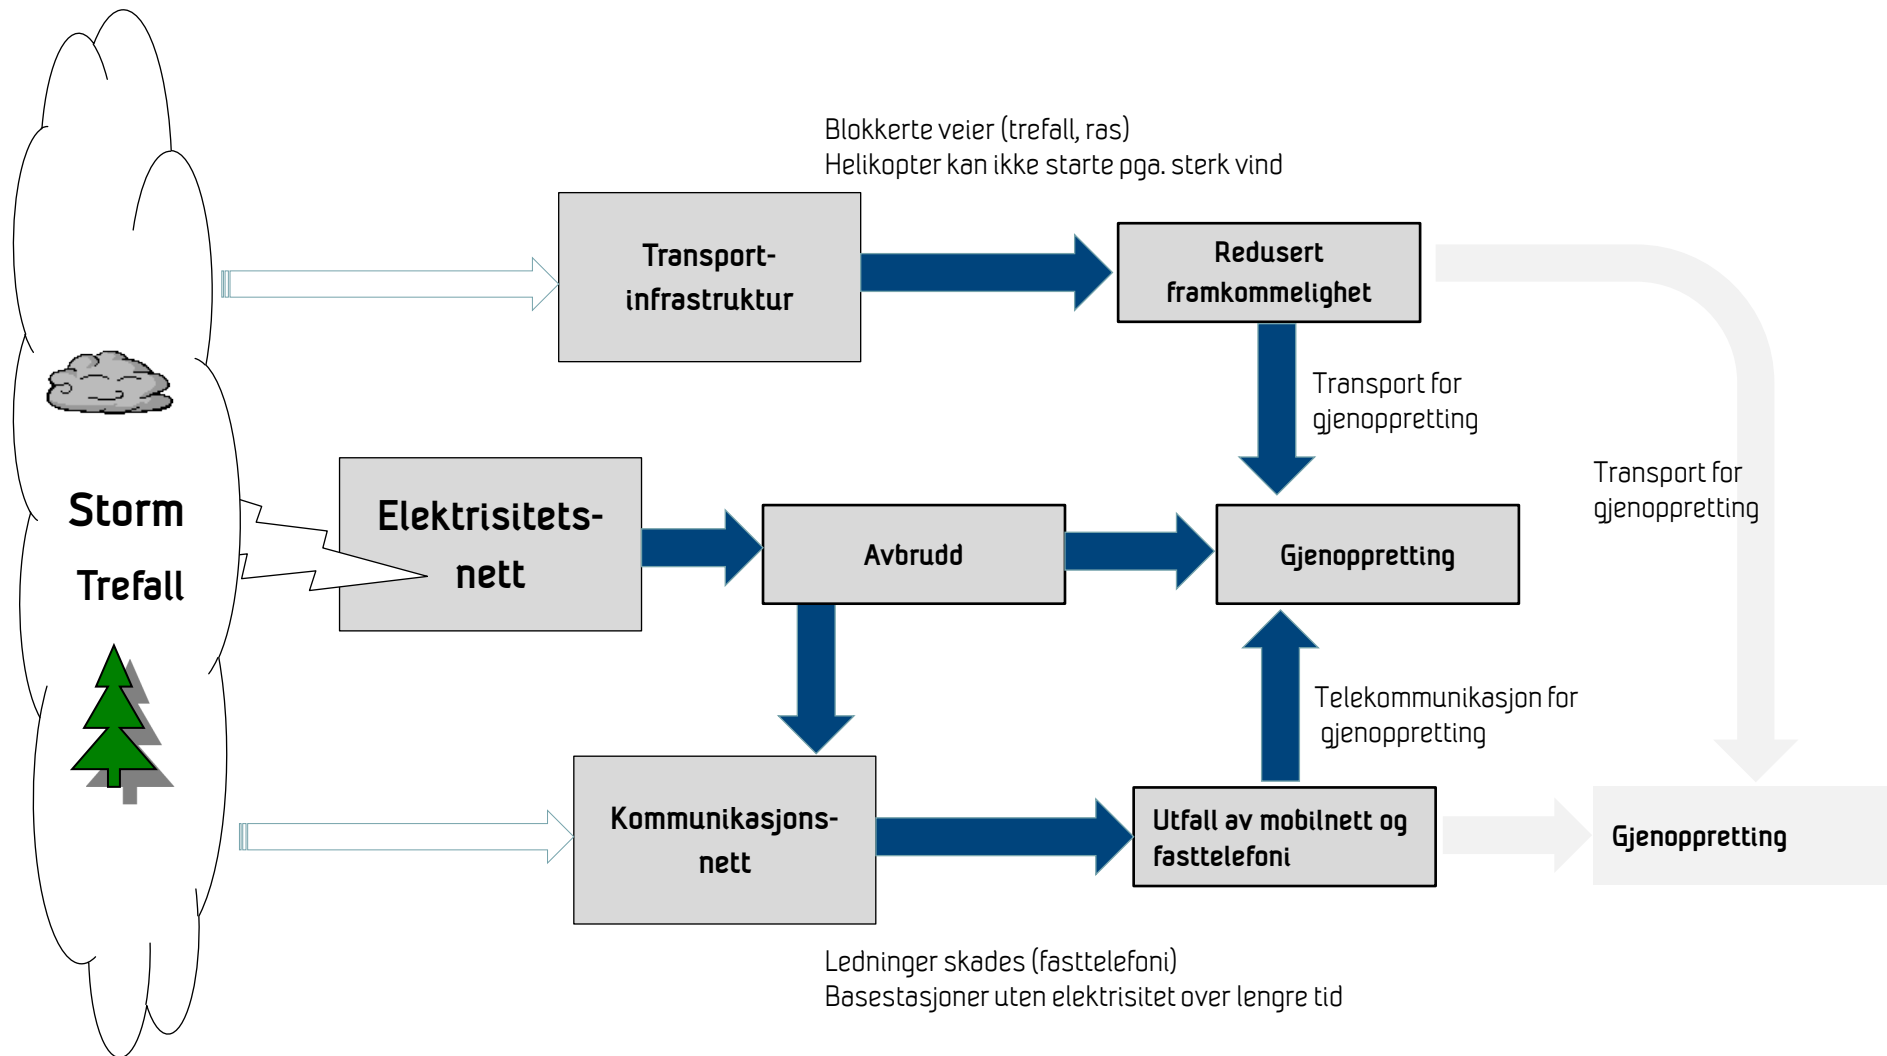 Blokkerte veier (trefall, ras)
Helikopter kan ikke starte pga. sterk vind
Transport-
infrastruktur
Redusert
framkommelighet
Transport for
gjenoppretting
Transport for
gjenoppretting
Storm
Trefall
Elektrisitets-
nett
Avbrudd
Gjenoppretting
Telekommunikasjon for
gjenoppretting
Kommunikasjons-
nett
Utfall av mobilnett og
fasttelefoni
Gjenoppretting
Ledninger skades (fasttelefoni)
Basestasjoner uten elektrisitet over lengre tid